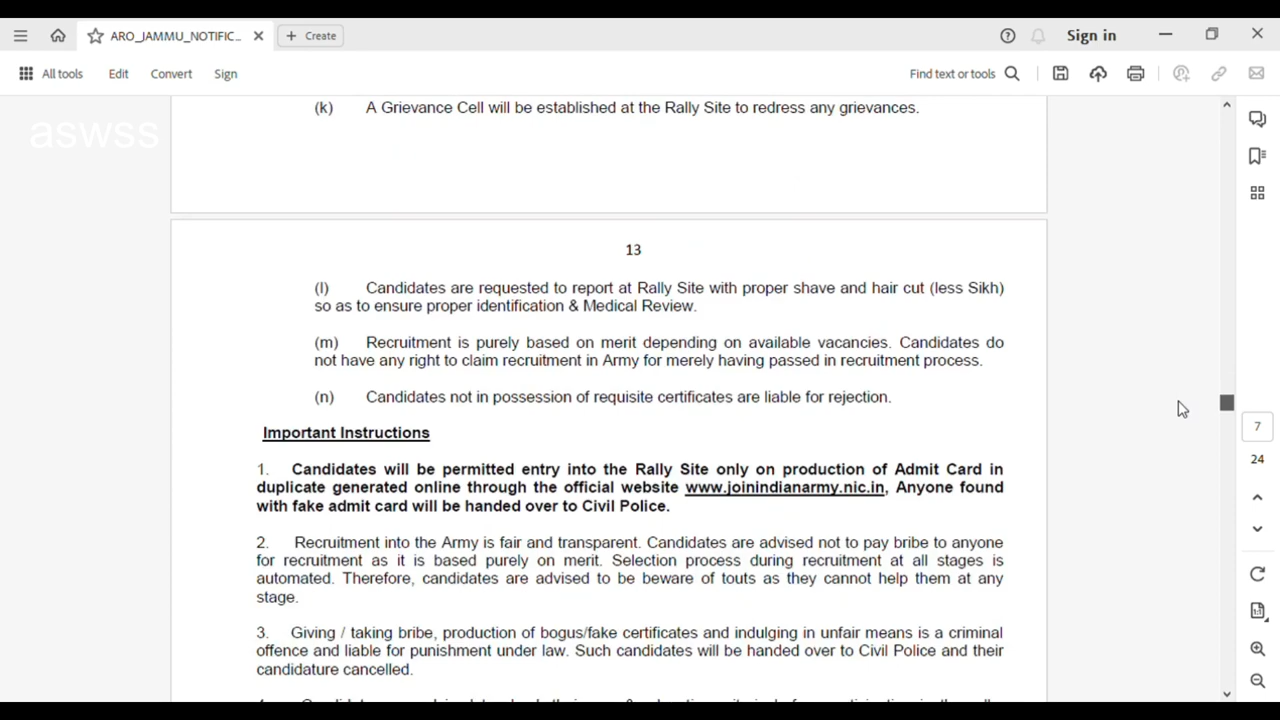 ARO_JAMMU_NOTIFIC...
Create
Sign in
All tools
Edit
Convert
Sign
Find text or tools
aswss
(k) A Grievance Cell will be established at the Rally Site to redress any grievances.
13
(l) Candidates are requested to report at Rally Site with proper shave and hair cut (less Sikh)
so as to ensure proper identification & Medical Review.
(m) Recruitment is purely based on merit depending on available vacancies. Candidates do
not have any right to claim recruitment in Army for merely having passed in recruitment process.
(n) Candidates not in possession of requisite certificates are liable for rejection.
Important Instructions
1. Candidates will be permitted entry into the Rally Site only on production of Admit Card in
duplicate generated online through the official website www.joinindianarmy.nic.in, Anyone found
with fake admit card will be handed over to Civil Police.
2. Recruitment into the Army is fair and transparent. Candidates are advised not to pay bribe to anyone
for recruitment as it is based purely on merit. Selection process during recruitment at all stages is
automated. Therefore, candidates are advised to be beware of touts as they cannot help them at any
stage.
3. Giving / taking bribe, production of bogus/fake certificates and indulging in unfair means is a criminal
offence and liable for punishment under law. Such candidates will be handed over to Civil Police and their
candidature cancelled.
7
24